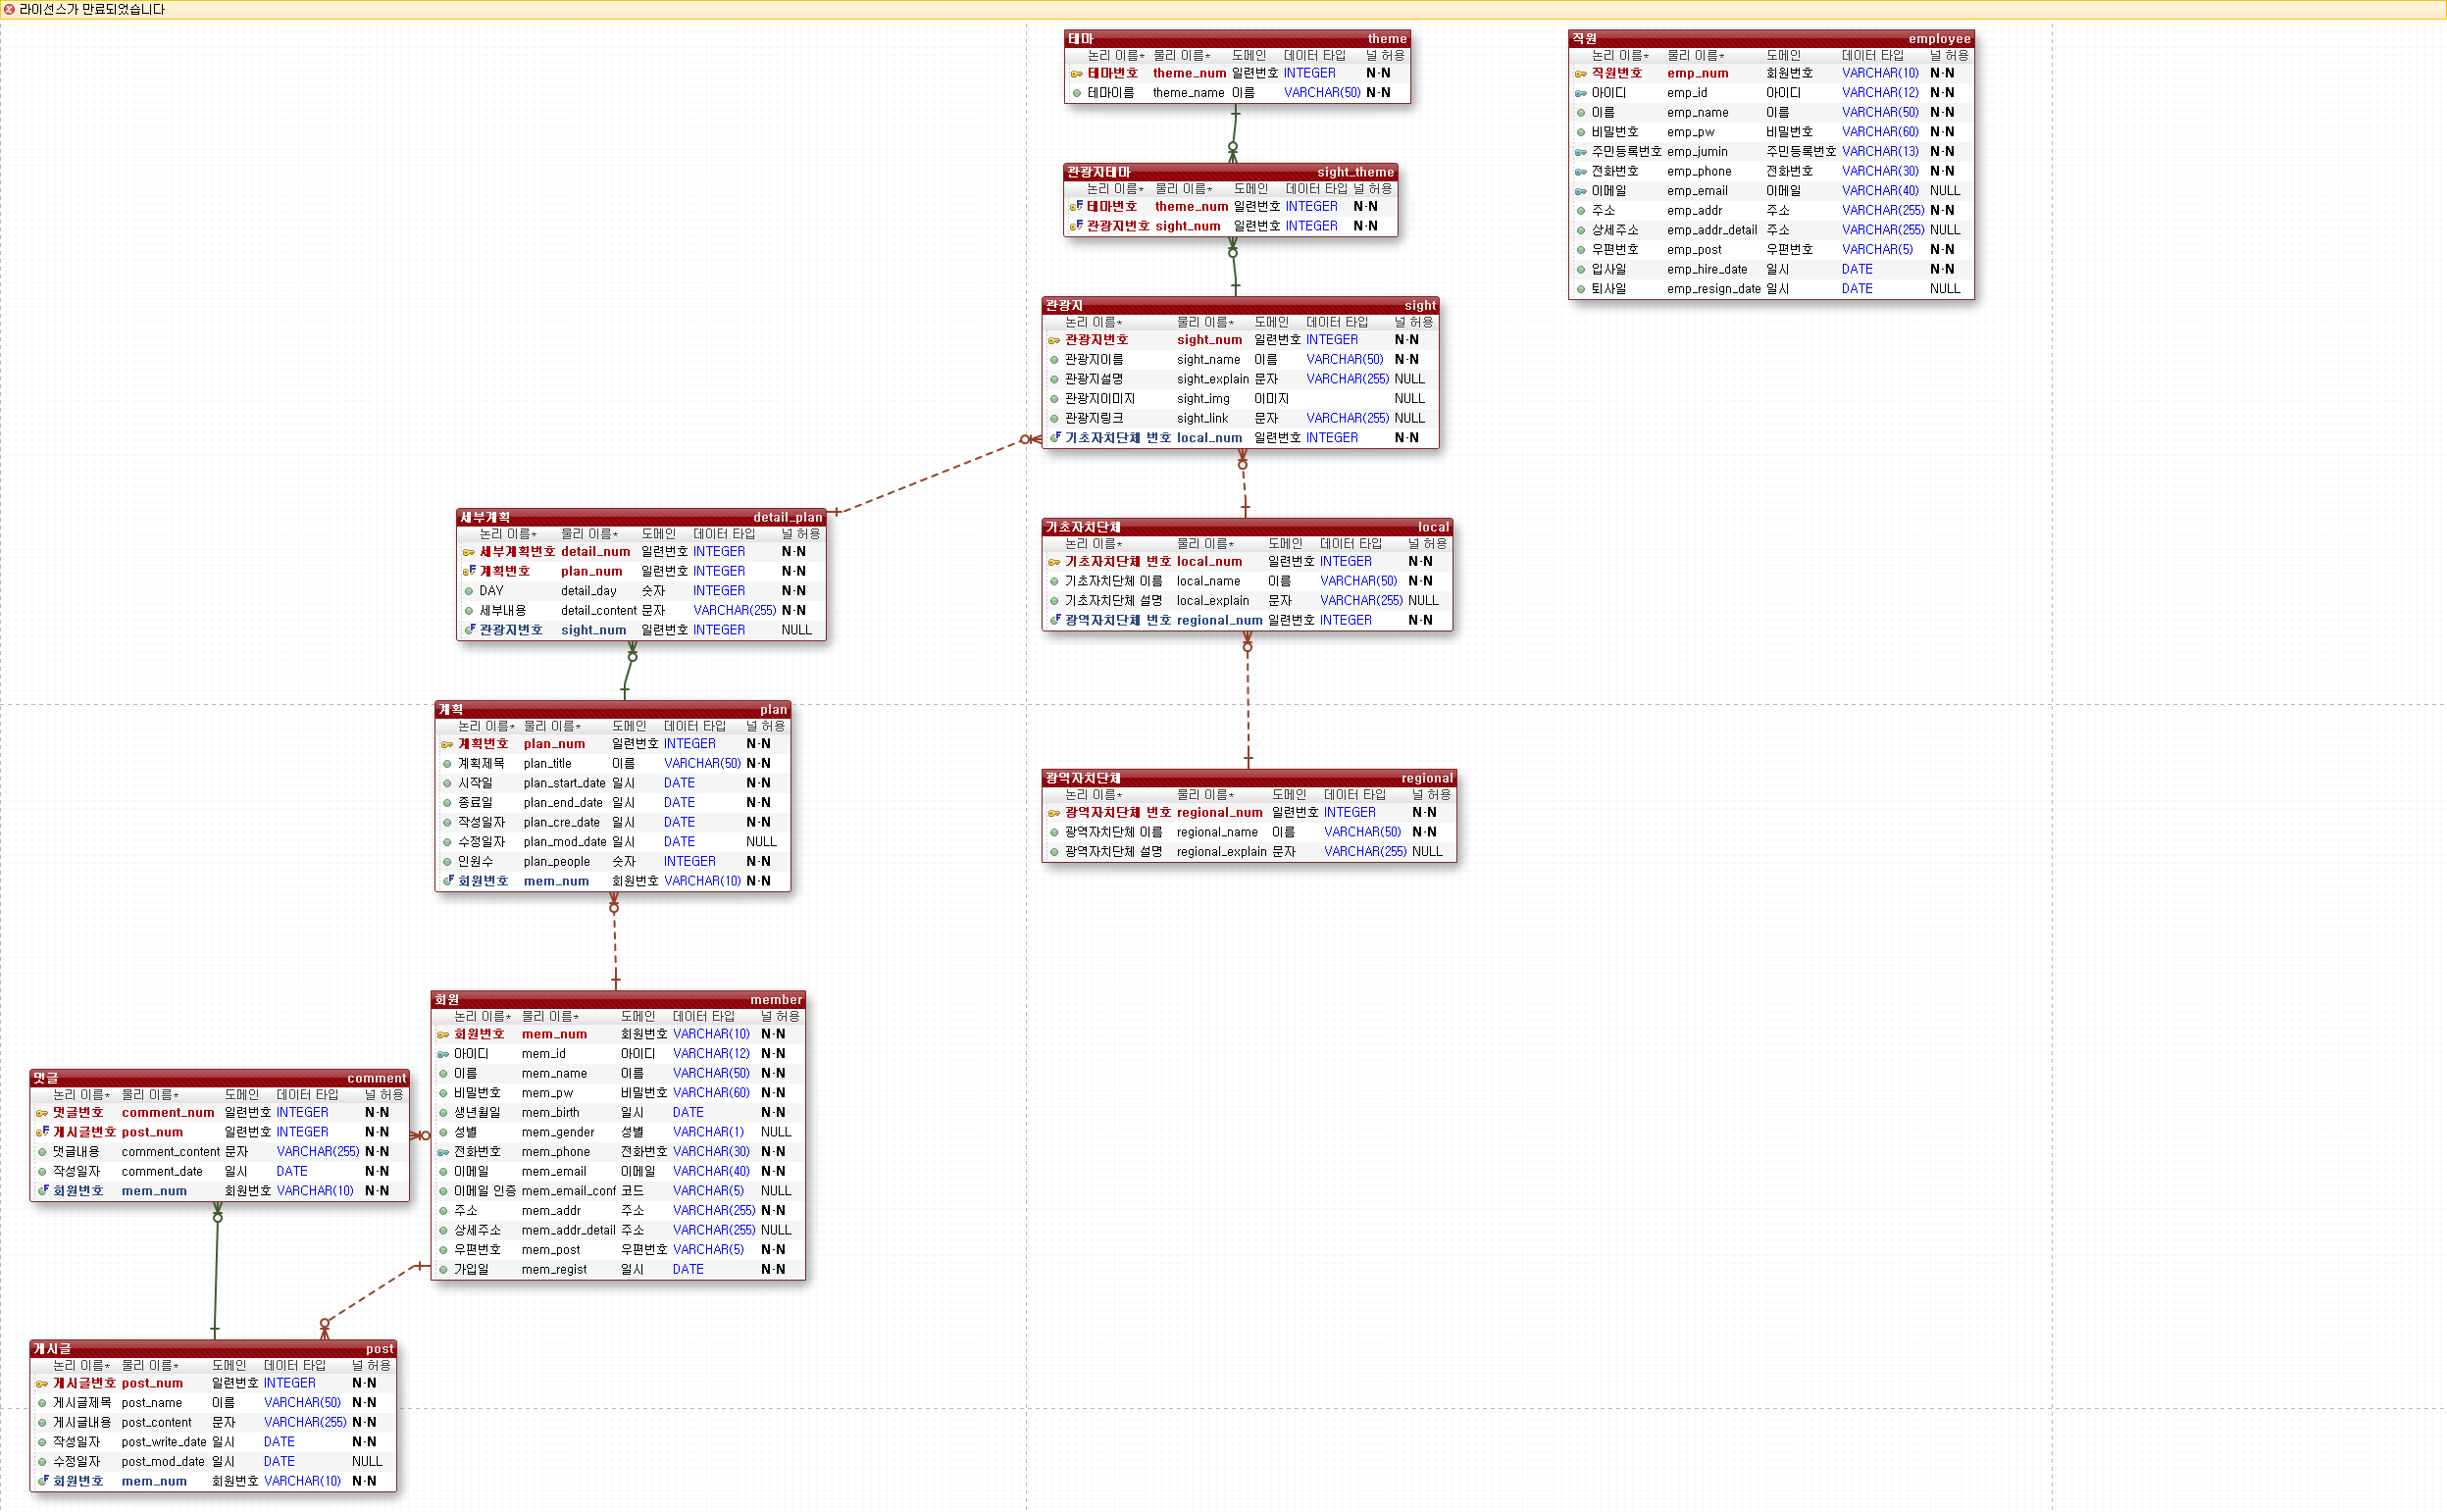 라이선스가 만료되었습니다
테마 theme
논리 이름* 물리 이름* 도메인 데이터 타입 널 허용
테마번호 theme_num 일련번호 INTEGER N-N
테마이름 theme_name 이름 VARCHAR(50) N-N
직원 employee
논리 이름* 물리 이름* 도메인 데이터 타입 널 허용
직원번호 emp_num 회원번호 VARCHAR(10) N-N
아이디 emp_id 아이디 VARCHAR(12) N-N
이름 emp_name 이름 VARCHAR(50) N-N
비밀번호 emp_pw 비밀번호 VARCHAR(60) N-N
주민등록번호 emp_jumin 주민등록번호 VARCHAR(13) N-N
전화번호 emp_phone 전화번호 VARCHAR(30) N-N
이메일 emp_email 이메일 VARCHAR(40) NULL
주소 emp_addr 주소 VARCHAR(255) N-N
상세주소 emp_addr_detail 주소 VARCHAR(255) NULL
우편번호 emp_post 우편번호 VARCHAR(5) N-N
입사일 emp_hire_date 일시 DATE N-N
퇴사일 emp_resign_date 일시 DATE NULL
관광지테마 sight_theme
논리 이름* 물리 이름* 도메인 데이터 타입 널 허용
테마번호 theme_num 일련번호 INTEGER N-N
관광지번호 sight_num 일련번호 INTEGER N-N
관광지 sight
논리 이름* 물리 이름* 도메인 데이터 타입 널 허용
관광지번호 sight_num 일련번호 INTEGER N-N
관광지이름 sight_name 이름 VARCHAR(50) N-N
관광지설명 sight_explain 문자 VARCHAR(255) NULL
관광지이미지 sight_img 이미지 NULL
관광지링크 sight_link 문자 VARCHAR(255) NULL
기초자치단체 번호 local_num 일련번호 INTEGER N-N
세부계획 detail_plan
논리 이름* 물리 이름* 도메인 데이터 타입 널 허용
세부계획번호 detail_num 일련번호 INTEGER N-N
계획번호 plan_num 일련번호 INTEGER N-N
DAY detail_day 숫자 INTEGER N-N
세부내용 detail_content 문자 VARCHAR(255) N-N
관광지번호 sight_num 일련번호 INTEGER NULL
기초자치단체 local
논리 이름* 물리 이름* 도메인 데이터 타입 널 허용
기초자치단체 번호 local_num 일련번호 INTEGER N-N
기초자치단체 이름 local_name 이름 VARCHAR(50) N-N
기초자치단체 설명 local_explain 문자 VARCHAR(255) NULL
광역자치단체 번호 regional_num 일련번호 INTEGER N-N
계획 plan
논리 이름* 물리 이름* 도메인 데이터 타입 널 허용
계획번호 plan_num 일련번호 INTEGER N-N
계획제목 plan_title 이름 VARCHAR(50) N-N
시작일 plan_start_date 일시 DATE N-N
종료일 plan_end_date 일시 DATE N-N
작성일자 plan_cre_date 일시 DATE N-N
수정일자 plan_mod_date 일시 DATE NULL
인원수 plan_people 숫자 INTEGER N-N
회원번호 mem_num 회원번호 VARCHAR(10) N-N
광역자치단체 regional
논리 이름* 물리 이름* 도메인 데이터 타입 널 허용
광역자치단체 번호 regional_num 일련번호 INTEGER N-N
광역자치단체 이름 regional_name 이름 VARCHAR(50) N-N
광역자치단체 설명 regional_explain 문자 VARCHAR(255) NULL
회원 member
논리 이름* 물리 이름* 도메인 데이터 타입 널 허용
회원번호 mem_num 회원번호 VARCHAR(10) N-N
아이디 mem_id 아이디 VARCHAR(12) N-N
이름 mem_name 이름 VARCHAR(50) N-N
비밀번호 mem_pw 비밀번호 VARCHAR(60) N-N
생년월일 mem_birth 일시 DATE N-N
성별 mem_gender 성별 VARCHAR(1) NULL
전화번호 mem_phone 전화번호 VARCHAR(30) N-N
이메일 mem_email 이메일 VARCHAR(40) N-N
이메일 인증 mem_email_conf 코드 VARCHAR(5) NULL
주소 mem_addr 주소 VARCHAR(255) N-N
상세주소 mem_addr_detail 주소 VARCHAR(255) NULL
우편번호 mem_post 우편번호 VARCHAR(5) N-N
가입일 mem_regist 일시 DATE N-N
댓글 comment
논리 이름* 물리 이름* 도메인 데이터 타입 널 허용
댓글번호 comment_num 일련번호 INTEGER N-N
게시글번호 post_num 일련번호 INTEGER N-N
댓글내용 comment_content 문자 VARCHAR(255) N-N
작성일자 comment_date 일시 DATE N-N
회원번호 mem_num 회원번호 VARCHAR(10) N-N
게시글 post
논리 이름* 물리 이름* 도메인 데이터 타입 널 허용
게시글번호 post_num 일련번호 INTEGER N-N
게시글제목 post_name 이름 VARCHAR(50) N-N
게시글내용 post_content 문자 VARCHAR(255) N-N
작성일자 post_write_date 일시 DATE N-N
수정일자 post_mod_date 일시 DATE NULL
회원번호 mem_num 회원번호 VARCHAR(10) N-N